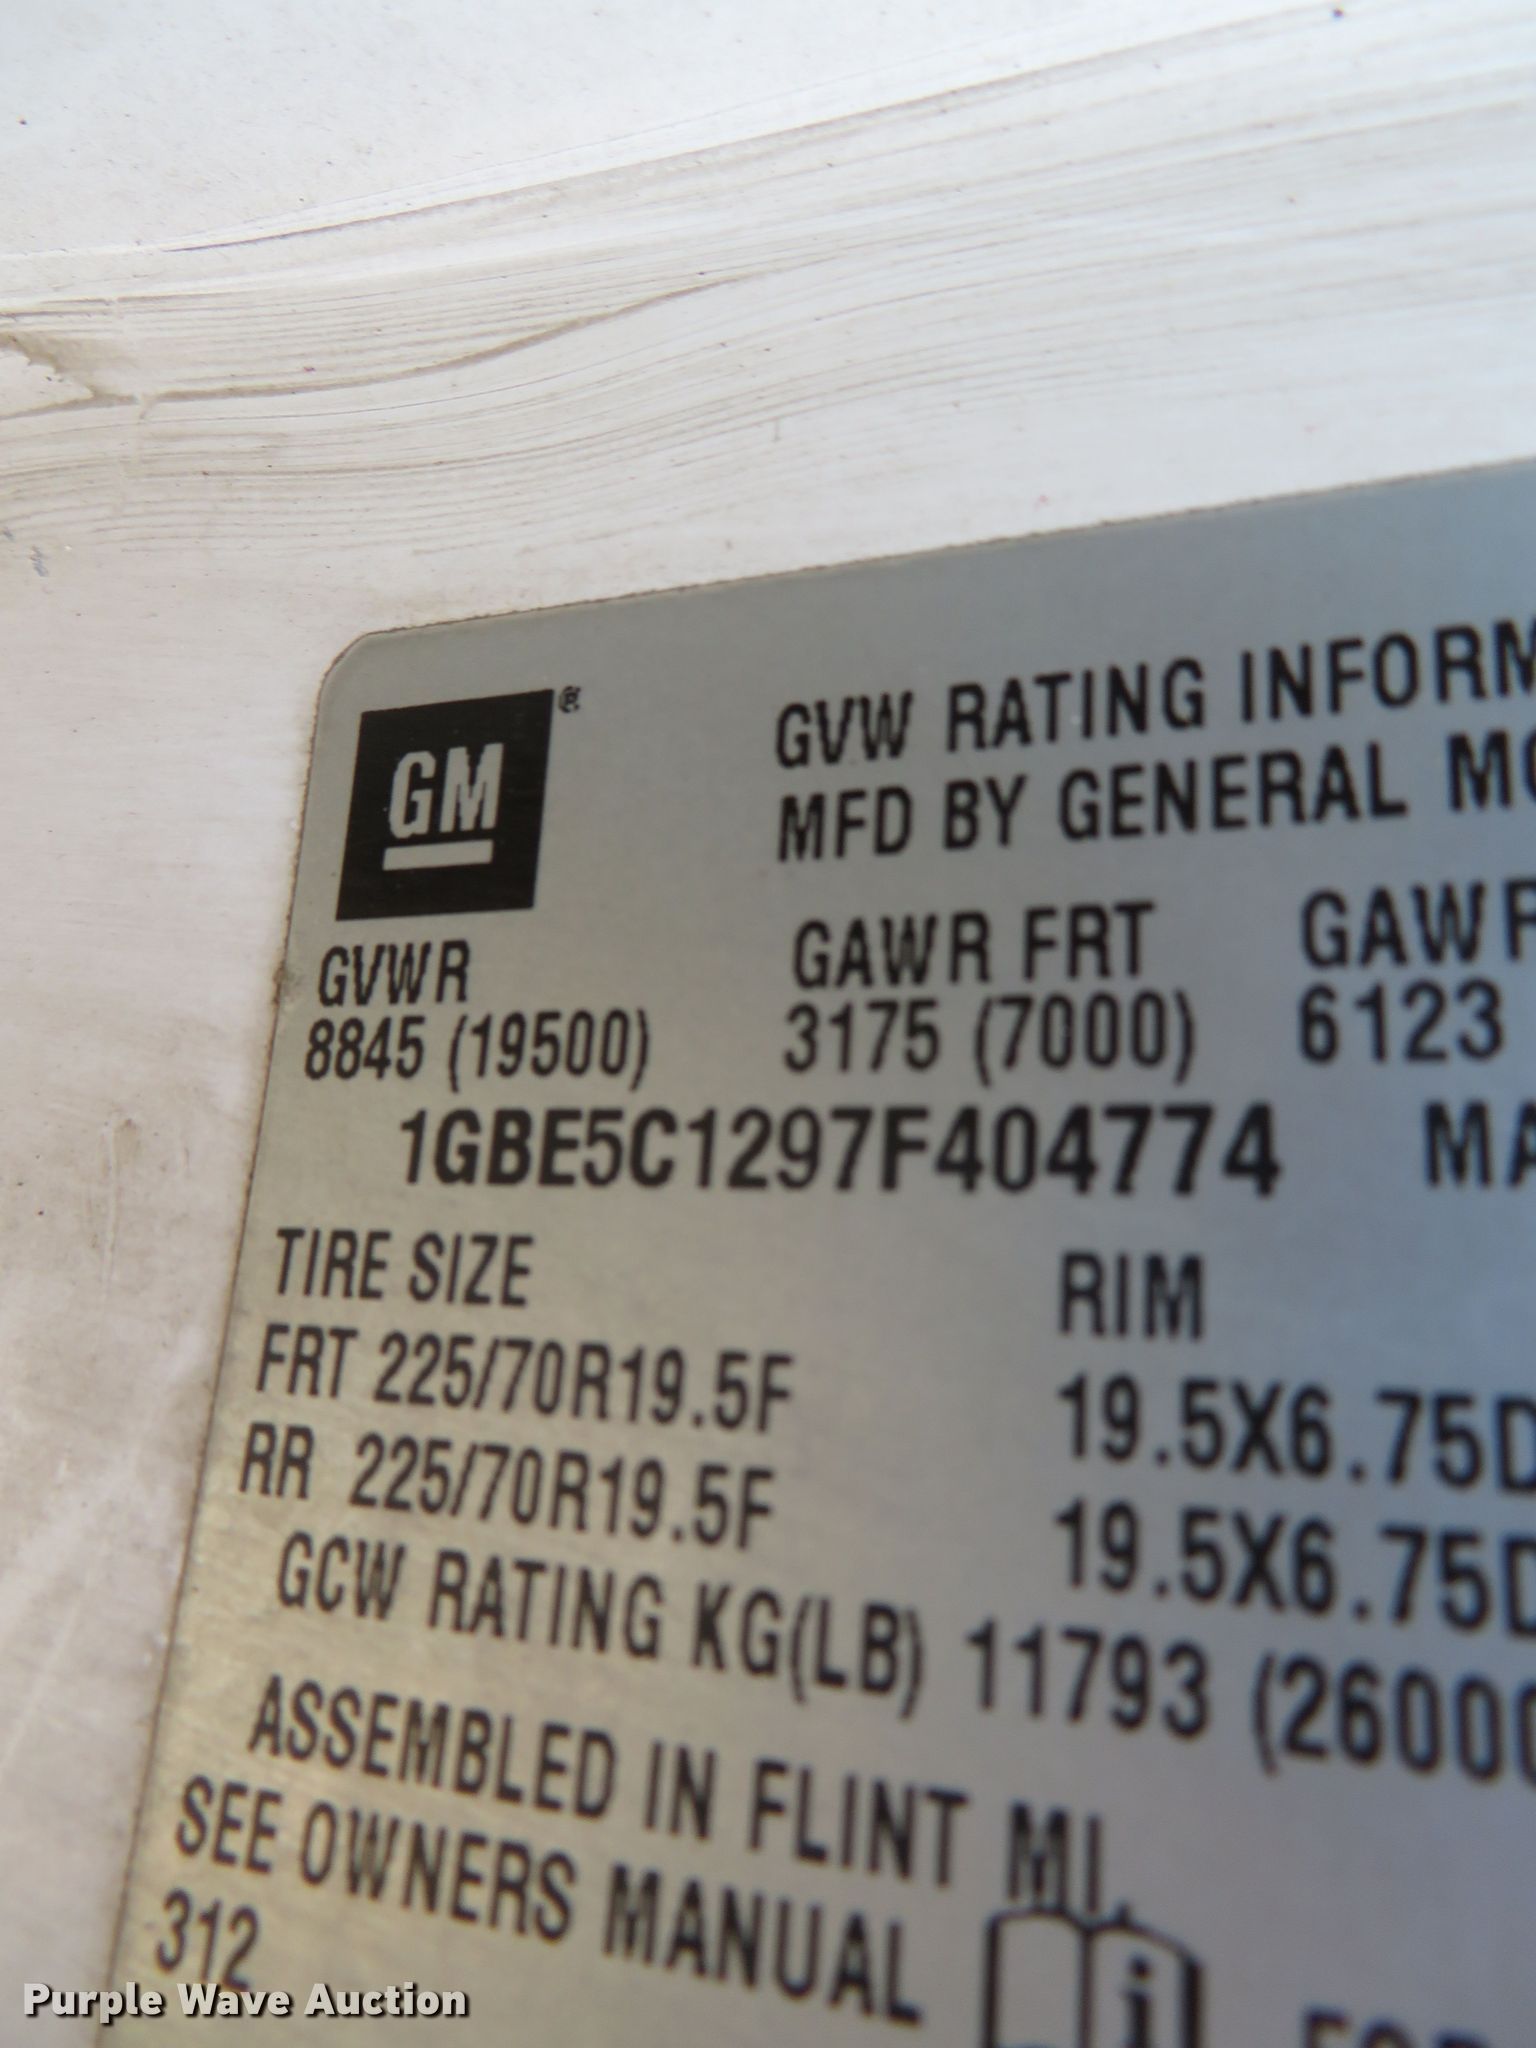 GM®
GVW RATING INFORM
MFD BY GENERAL MO
GVWR GAWR FRT GAWR
8845 (19500) 3175 (7000) 6123
1GBE5C1297F404774 MA
TIRE SIZE RIM
FRT 225/70R19.5F 19.5X6.75D
RR 225/70R19.5F 19.5X6.75D
GCW RATING KG(LB) 11793 (26000
ASSEMBLED IN FLINT MI.
SEE OWNERS MANUAL i
312
Purple Wave Auction